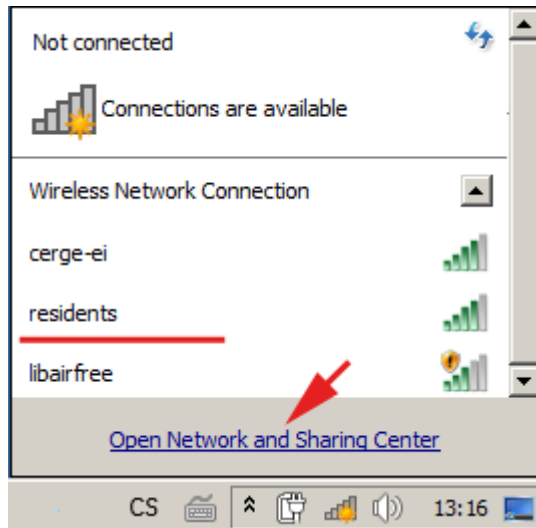 Not connected
Connections are available
Wireless Network Connection
cerge-ei
residents
libairfree
Open Network and Sharing Center
CS 13:16